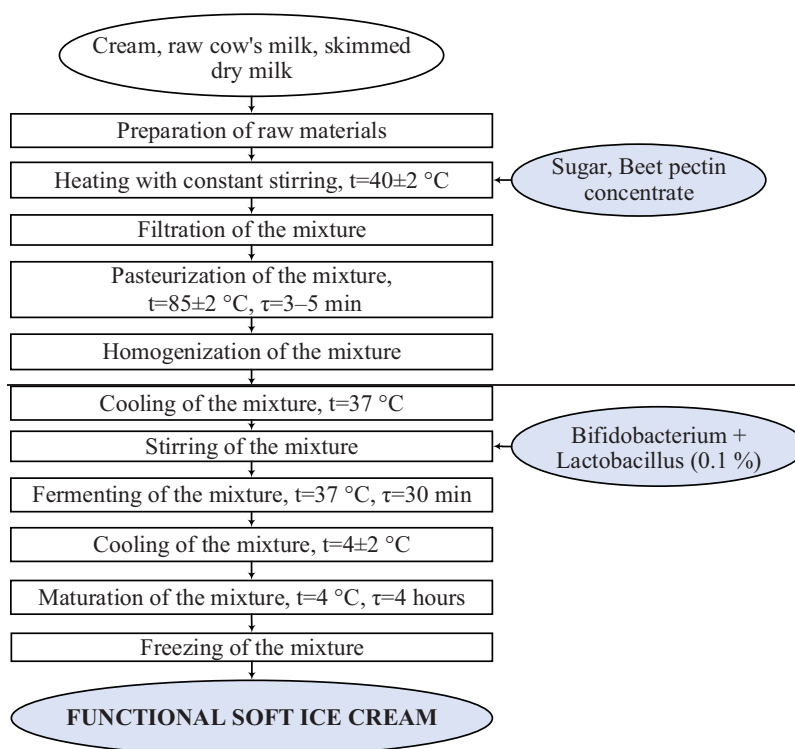 Cream, raw cow's milk, skimmed
dry milk
Preparation of raw materials
Heating with constant stirring, t=40±2 °C
Sugar, Beet pectin
concentrate
Filtration of the mixture
Pasteurization of the mixture,
t=85±2 °C, τ=3–5 min
Homogenization of the mixture
Cooling of the mixture, t=37 °C
Stirring of the mixture
Bifidobacterium +
Lactobacillus (0.1 %)
Fermenting of the mixture, t=37 °C, τ=30 min
Cooling of the mixture, t=4±2 °C
Maturation of the mixture, t=4 °C, τ=4 hours
Freezing of the mixture
FUNCTIONAL SOFT ICE CREAM